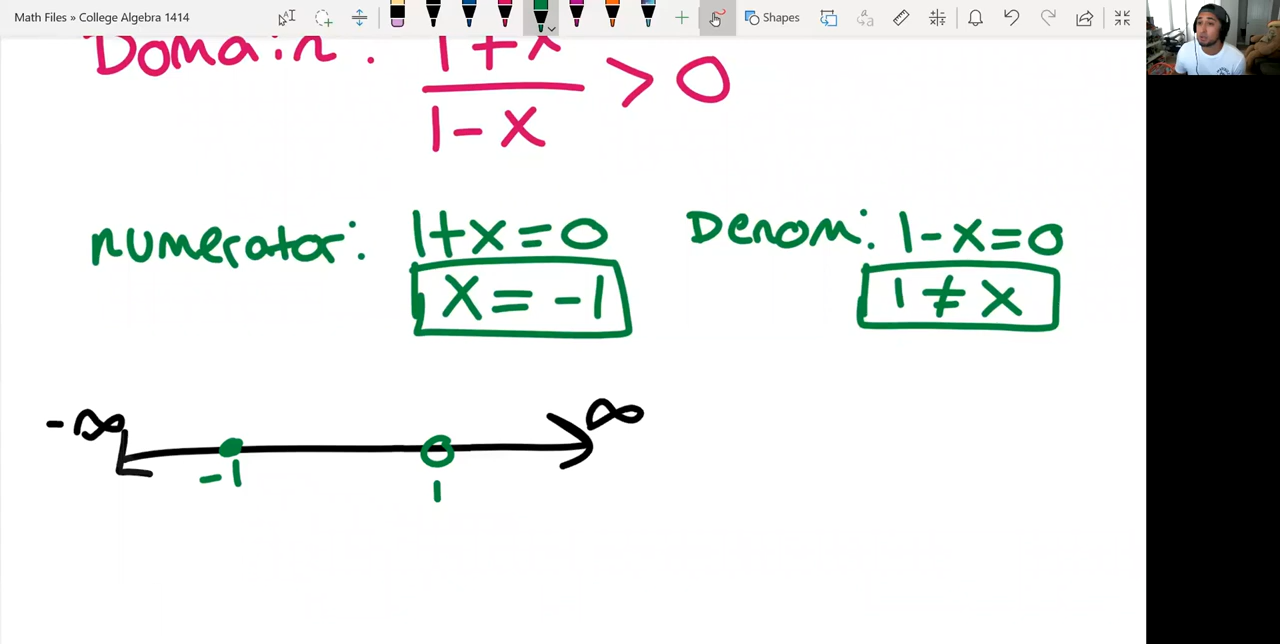 Math Files » College Algebra 1414
Shapes
Domain: 1+x / 1-x > 0
numerator: 1+x=0 Denom: 1-x=0
x=-1 1≠x
-∞ ∞
-1 1